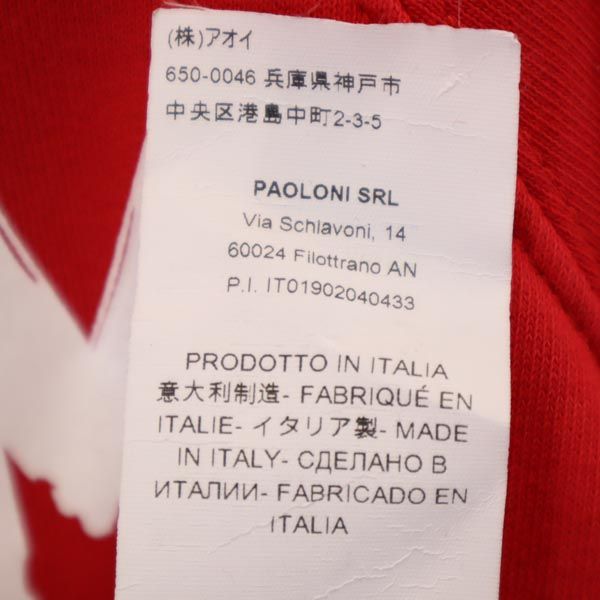 (株)アオイ
650-0046 兵庫県神戸市
中央区港島中町2-3-5
PAOLONI SRL
Via Schlavoni, 14
60024 Filottrano AN
P.I. IT01902040433
PRODOTTO IN ITALIA
意大利制造- FABRIQUÉ EN
ITALIE- イタリア製- MADE
IN ITALY- СДЕЛАНО В
ИТАЛИИ- FABRICADO EN
ITALIA